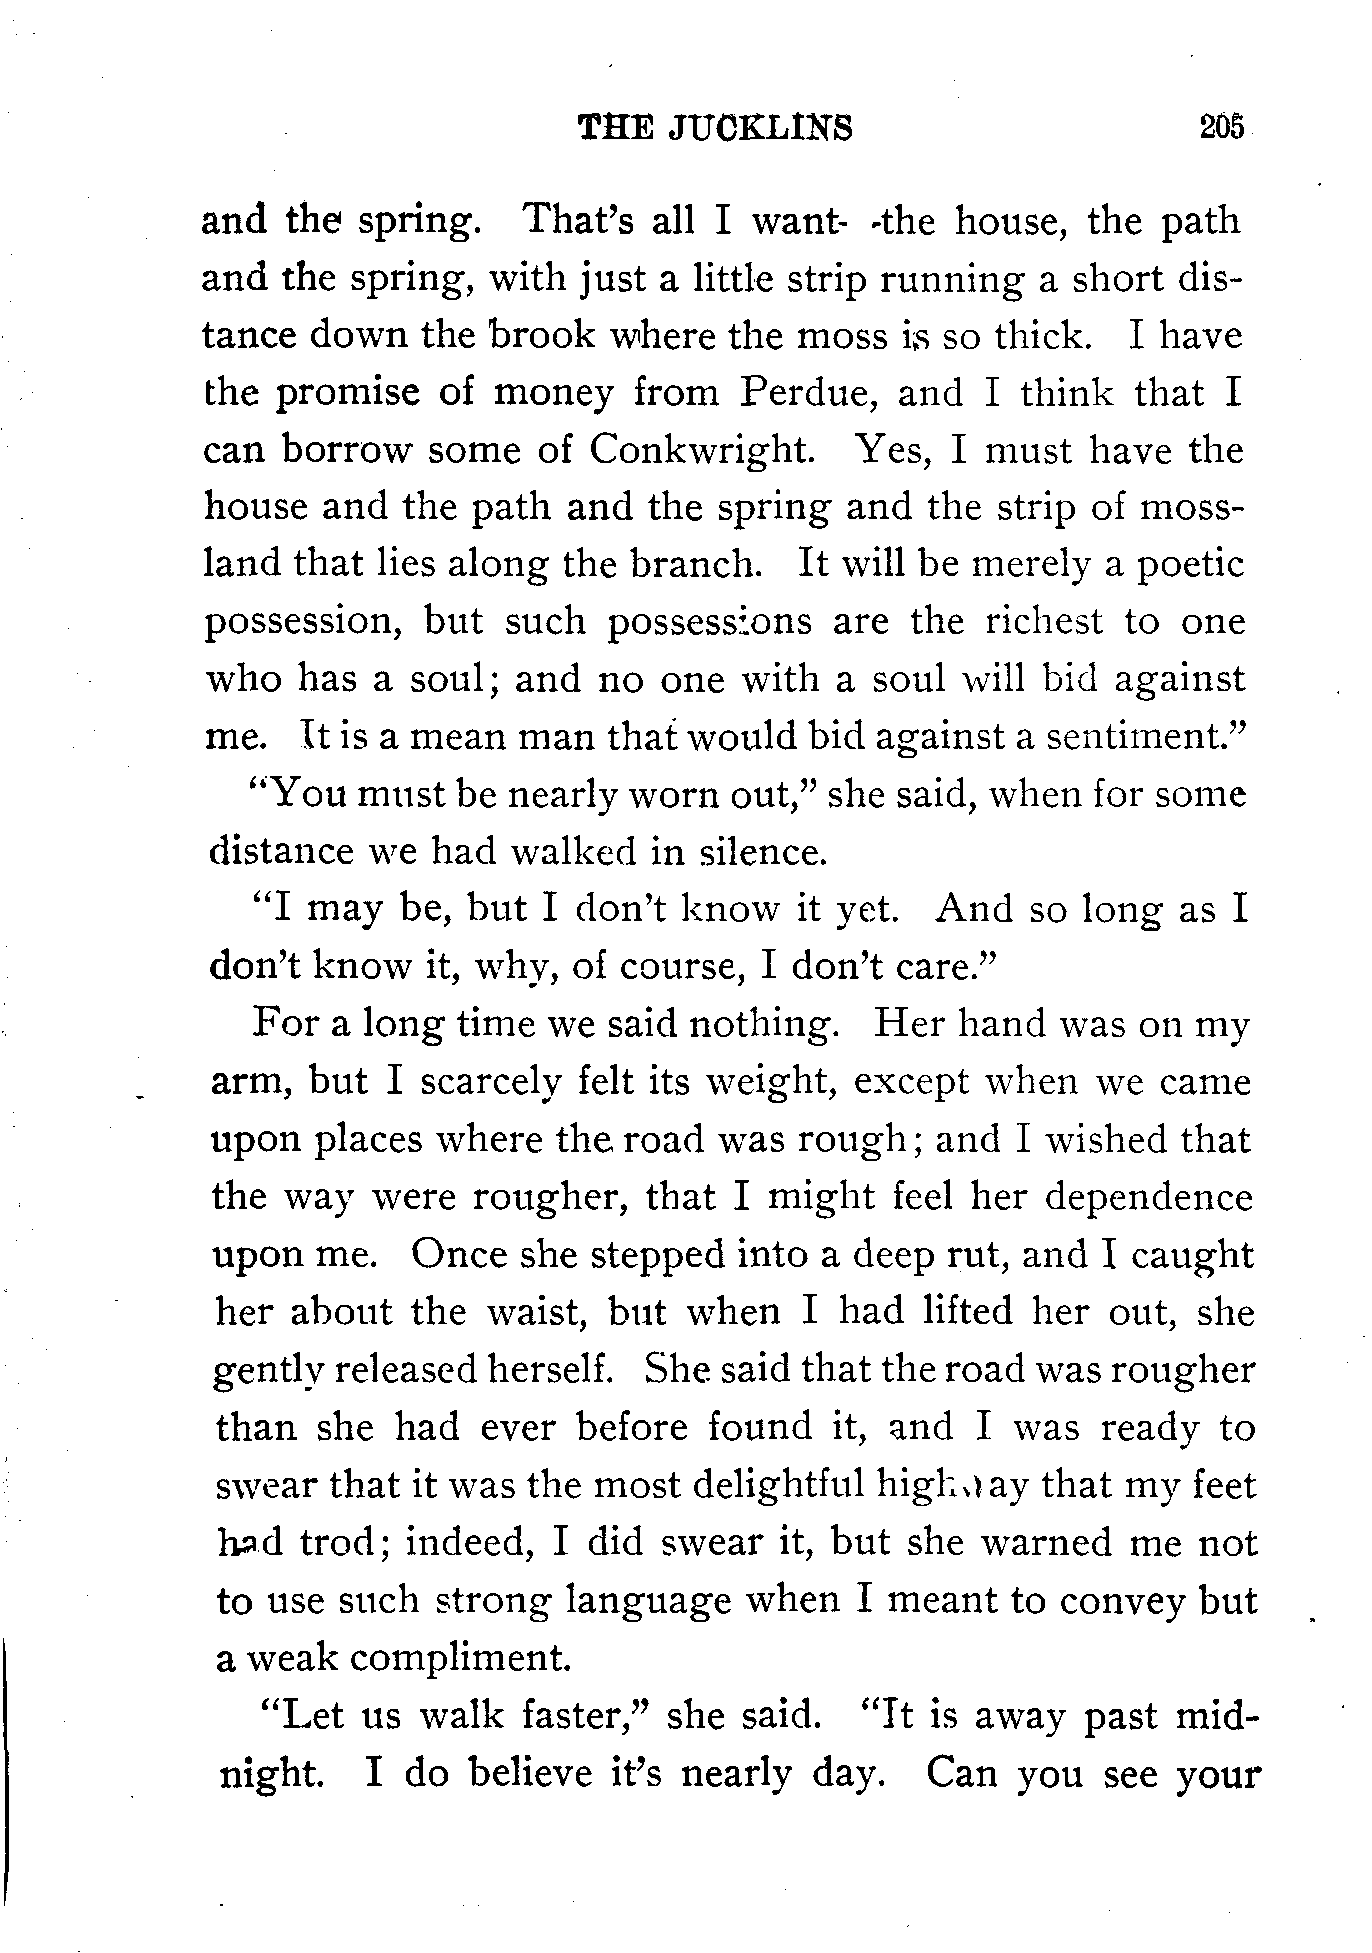 THE JUCKLINS 205
and the spring. That's all I want--the house, the path
and the spring, with just a little strip running a short dis-
tance down the brook where the moss is so thick. I have
the promise of money from Perdue, and I think that I
can borrow some of Conkwright. Yes, I must have the
house and the path and the spring and the strip of moss-
land that lies along the branch. It will be merely a poetic
possession, but such possessions are the richest to one
who has a soul; and no one with a soul will bid against
me. It is a mean man that would bid against a sentiment.”
“You must be nearly worn out,” she said, when for some
distance we had walked in silence.
“I may be, but I don't know it yet. And so long as I
don't know it, why, of course, I don't care.”
For a long time we said nothing. Her hand was on my
arm, but I scarcely felt its weight, except when we came
upon places where the road was rough; and I wished that
the way were rougher, that I might feel her dependence
upon me. Once she stepped into a deep rut, and I caught
her about the waist, but when I had lifted her out, she
gently released herself. She said that the road was rougher
than she had ever before found it, and I was ready to
swear that it was the most delightful highway that my feet
had trod; indeed, I did swear it, but she warned me not
to use such strong language when I meant to convey but
a weak compliment.
“Let us walk faster,” she said. “It is away past mid-
night. I do believe it's nearly day. Can you see your